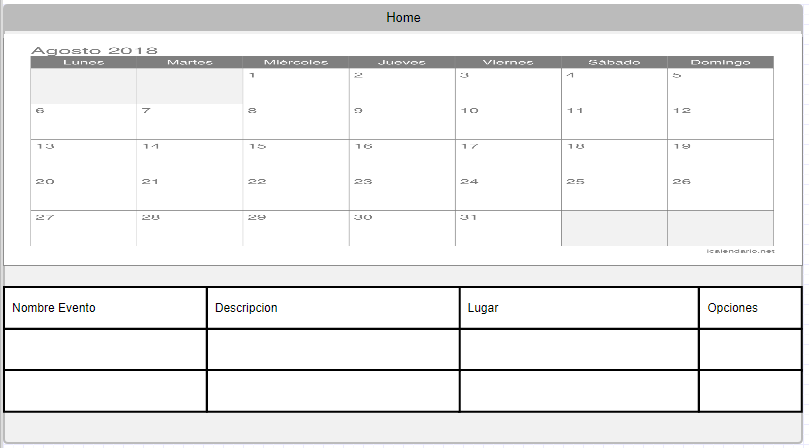 Home
Agosto 2018
Lunes Martes Miércoles Jueves Viernes Sábado Domingo
1 2 3 4 5
6 7 8 9 10 11 12
13 14 15 16 17 18 19
20 21 22 23 24 25 26
27 28 29 30 31
icalendario.net
Nombre Evento Descripcion Lugar Opciones